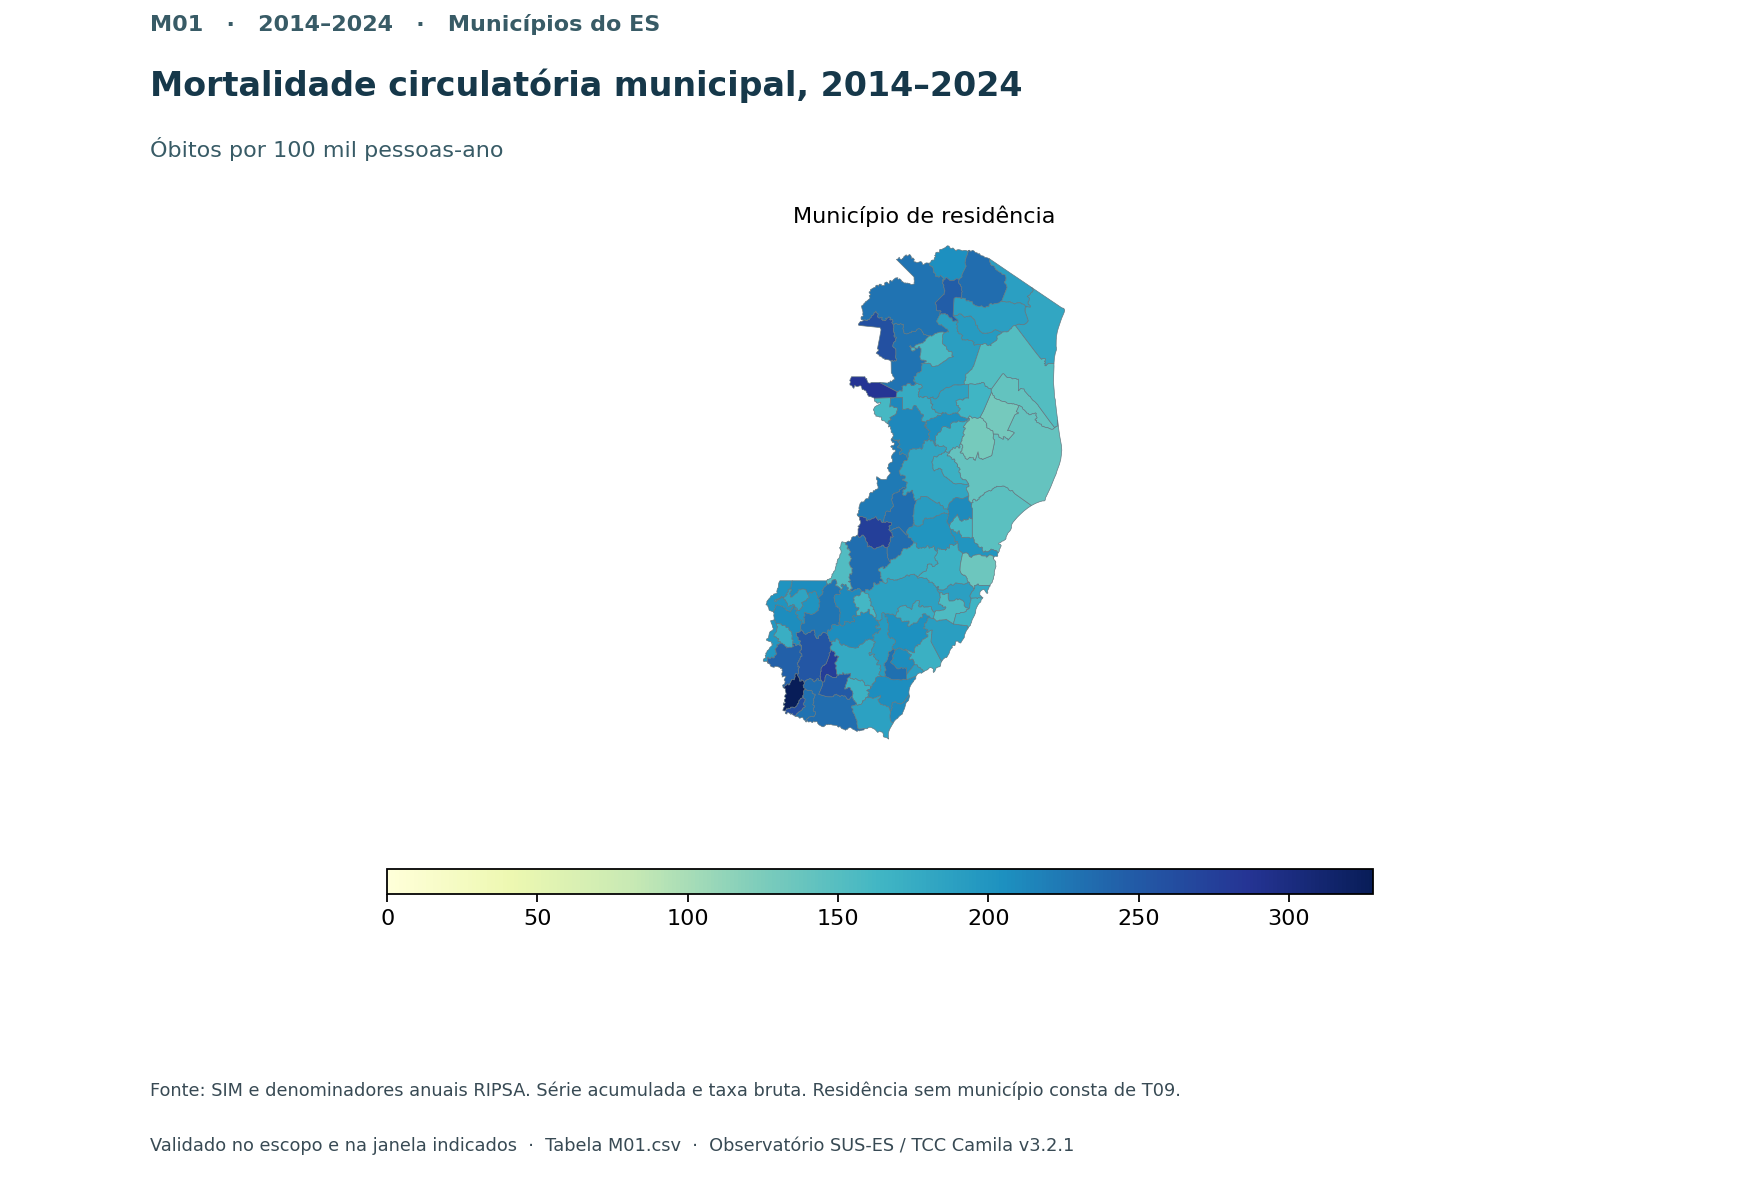 M01 · 2014–2024 · Municípios do ES
Mortalidade circulatória municipal, 2014–2024
Óbitos por 100 mil pessoas-ano
Município de residência
0 50 100 150 200 250 300
Fonte: SIM e denominadores anuais RIPSA. Série acumulada e taxa bruta. Residência sem município consta de T09.
Validado no escopo e na janela indicados · Tabela M01.csv · Observatório SUS-ES / TCC Camila v3.2.1